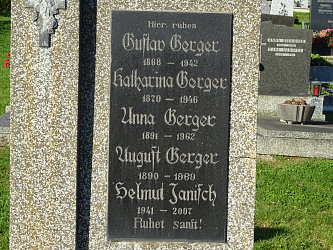 Hier ruhen
Gustav Gerger
1868 — 1942
Katharina Gerger
1870 — 1946
Anna Gerger
1891 — 1962
August Gerger
1890 — 1969
Helmut Janisch
1941 — 2007
Ruhet sanft!